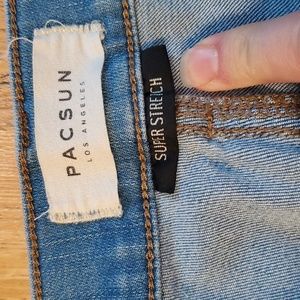 PACSUN
LOS ANGELES
SUPER STRETCH